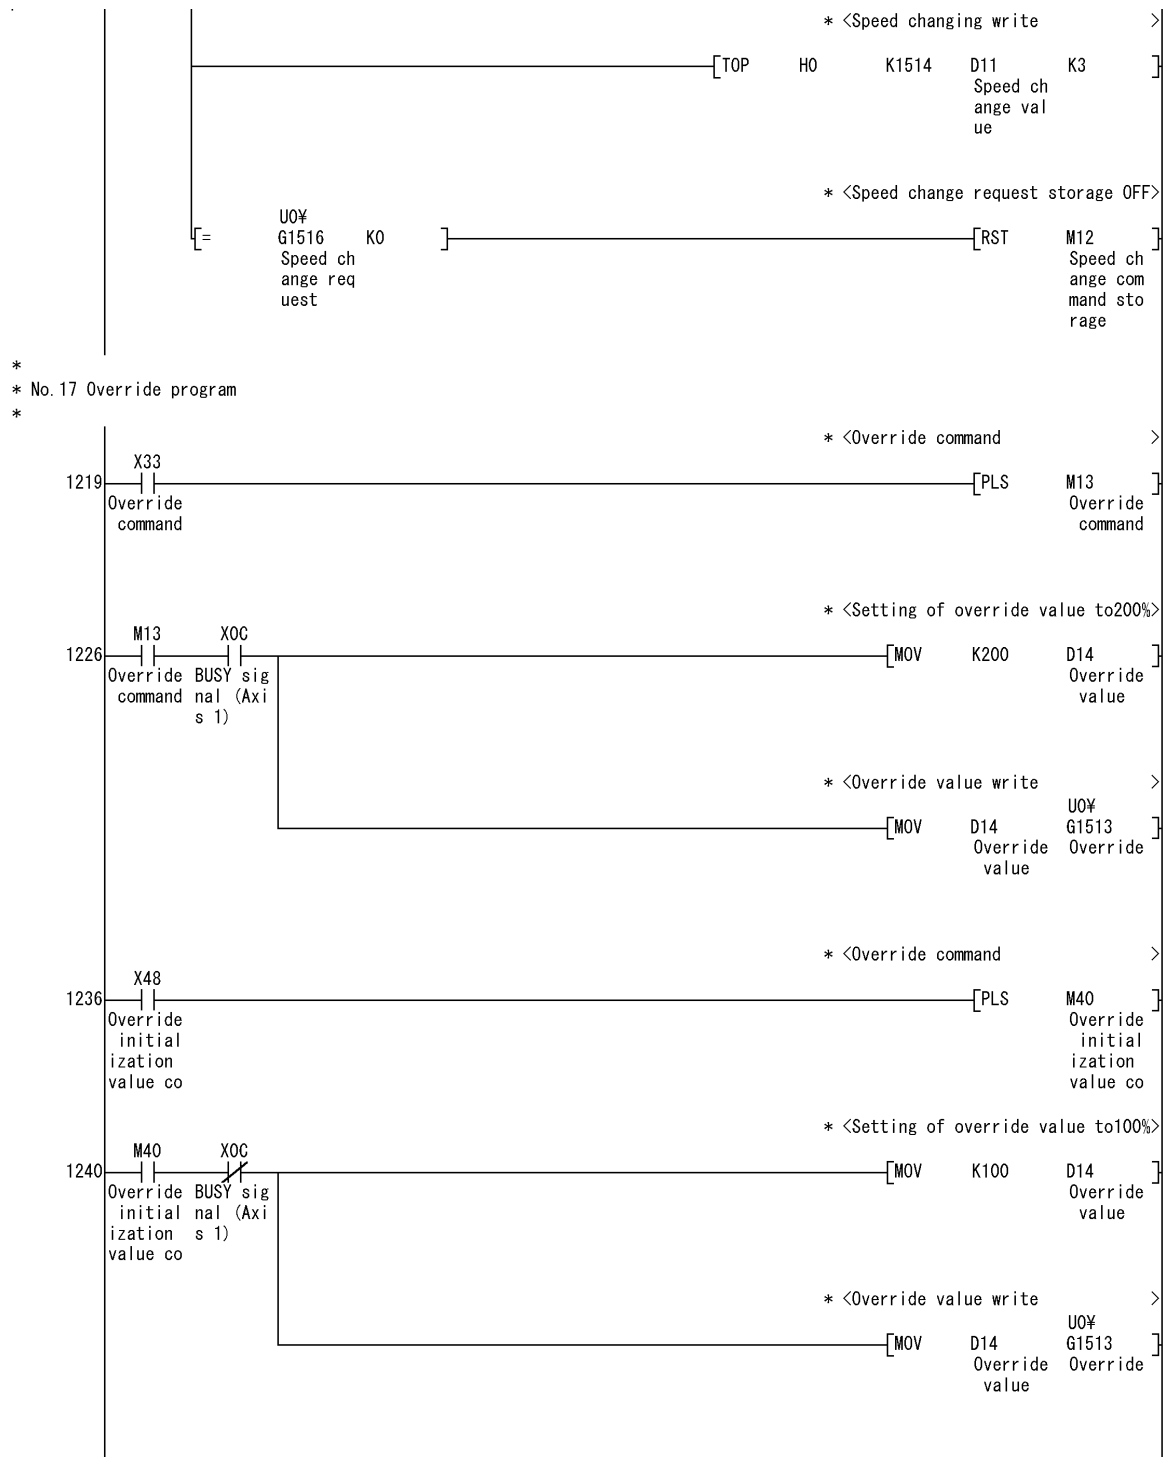 * <Speed changing write >
[TOP H0 K1514 D11 K3 ]
Speed ch
ange val
ue
* <Speed change request storage OFF>
U0¥
[= G1516 K0 ] [RST M12 ]
Speed ch
ange req
uest
Speed ch
ange com
mand sto
rage
*
* No.17 Override program
*
* <Override command >
X33
1219 [PLS M13 ]
Override
command
Override
command
* <Setting of override value to200%>
M13 X0C
1226 [MOV K200 D14 ]
Override
command
BUSY sig
nal (Axi
s 1)
Override
value
* <Override value write >
U0¥
[MOV D14 G1513 ]
Override
value
Override
* <Override command >
X48
1236 [PLS M40 ]
Override
initial
ization
value co
Override
initial
ization
value co
* <Setting of override value to100%>
M40 X0C
1240 [MOV K100 D14 ]
Override
initial
ization
value co
BUSY sig
nal (Axi
s 1)
Override
value
* <Override value write >
U0¥
[MOV D14 G1513 ]
Override
value
Override